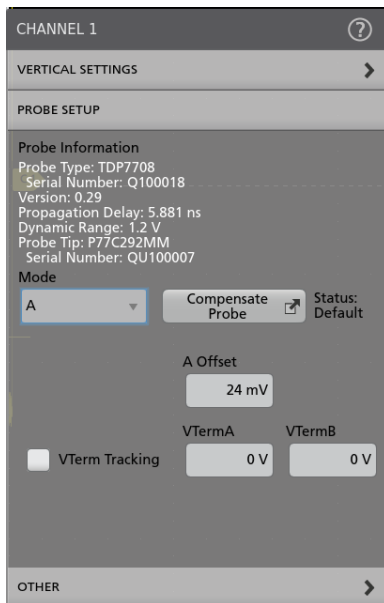 CHANNEL 1
?
VERTICAL SETTINGS
PROBE SETUP
Probe Information
Probe Type: TDP7708
Serial Number: Q100018
Version: 0.29
Propagation Delay: 5.881 ns
Dynamic Range: 1.2 V
Probe Tip: P77C292MM
Serial Number: QU100007
Mode
A
Compensate
Probe
Status:
Default
A Offset
24 mV
VTermA VTermB
VTerm Tracking 0 V 0 V
OTHER